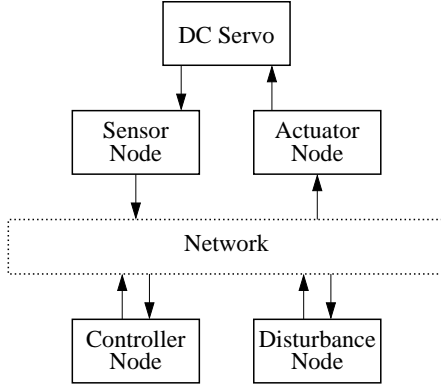 DC Servo
Sensor
Node
Actuator
Node
Network
Controller
Node
Disturbance
Node